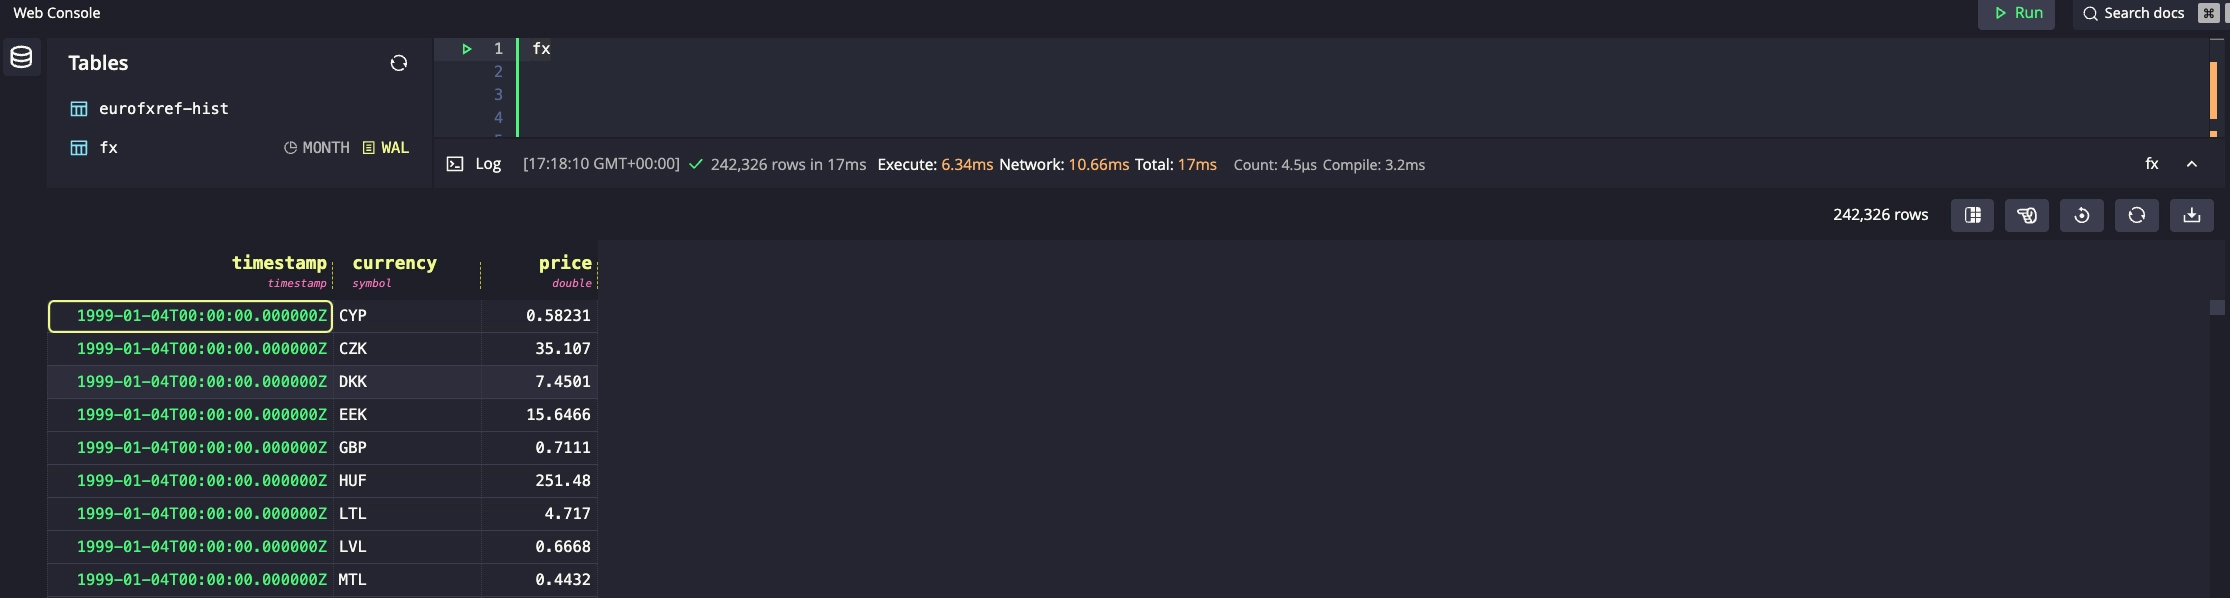 Web Console
Run Search docs ⌘
Tables
eurofxref-hist
fx MONTH WAL
1 fx
2
3
4
Log [17:18:10 GMT+00:00] 242,326 rows in 17ms Execute: 6.34ms Network: 10.66ms Total: 17ms Count: 4.5µs Compile: 3.2ms fx
242,326 rows
timestamp currency price
timestamp symbol double
1999-01-04T00:00:00.000000Z CYP 0.58231
1999-01-04T00:00:00.000000Z CZK 35.107
1999-01-04T00:00:00.000000Z DKK 7.4501
1999-01-04T00:00:00.000000Z EEK 15.6466
1999-01-04T00:00:00.000000Z GBP 0.7111
1999-01-04T00:00:00.000000Z HUF 251.48
1999-01-04T00:00:00.000000Z LTL 4.717
1999-01-04T00:00:00.000000Z LVL 0.6668
1999-01-04T00:00:00.000000Z MTL 0.4432